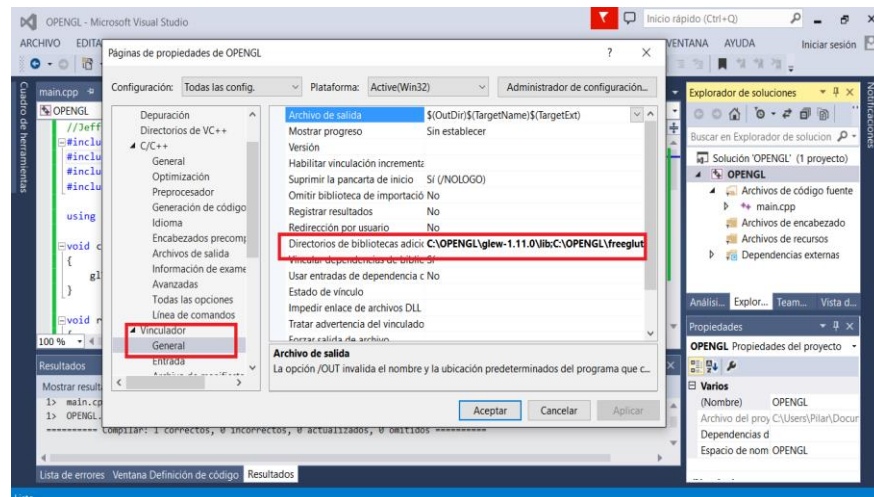 OPENGL - Microsoft Visual Studio
Inicio rápido (Ctrl+Q)
ARCHIVO EDITA
VENTANA AYUDA Iniciar sesión
Páginas de propiedades de OPENGL
Configuración: Todas las config. Plataforma: Active(Win32) Administrador de configuración...
Cuadro de herramientas
main.cpp
OPENGL
//Jeff
#inclu
#inclu
#inclu
#inclu
using
void c
{
gl
}
void r
{
100 %
Depuración
Directorios de VC++
C/C++
General
Optimización
Preprocesador
Generación de código
Idioma
Encabezados precomp
Archivos de salida
Información de exame
Avanzadas
Todas las opciones
Línea de comandos
Vinculador
General
Entrada
Archivo de manifiesto
Archivo de salida $(OutDir)$(TargetName)$(TargetExt)
Mostrar progreso Sin establecer
Versión
Habilitar vinculación incrementa
Suprimir la pancarta de inicio Sí (/NOLOGO)
Omitir biblioteca de importació No
Registrar resultados No
Redirección por usuario No
Directorios de bibliotecas adicic C:\OPENGL\glew-1.11.0\lib;C:\OPENGL\freeglut
Vincular dependencias de biblic Sí
Usar entradas de dependencia c No
Estado de vínculo
Impedir enlace de archivos DLL
Tratar advertencia del vinculado
Forzar salida de archivo
Archivo de salida
La opción /OUT invalida el nombre y la ubicación predeterminados del programa que c...
Aceptar Cancelar Aplicar
Explorador de soluciones
Buscar en Explorador de solucion
Solución 'OPENGL' (1 proyecto)
OPENGL
Archivos de código fuente
main.cpp
Archivos de encabezado
Archivos de recursos
Dependencias externas
Análisi... Explor... Team... Vista d...
Notificaciones
Propiedades
OPENGL Propiedades del proyecto
Varios
(Nombre) OPENGL
Archivo del proy C:\Users\Pilar\Docur
Dependencias d
Espacio de nom OPENGL
Resultados
Mostrar result
1> main.cp
1> OPENGL.
========== Compilar: 1 correctos, 0 incorrectos, 0 actualizados, 0 omitidos ==========
Lista de errores Ventana Definición de código Resultados